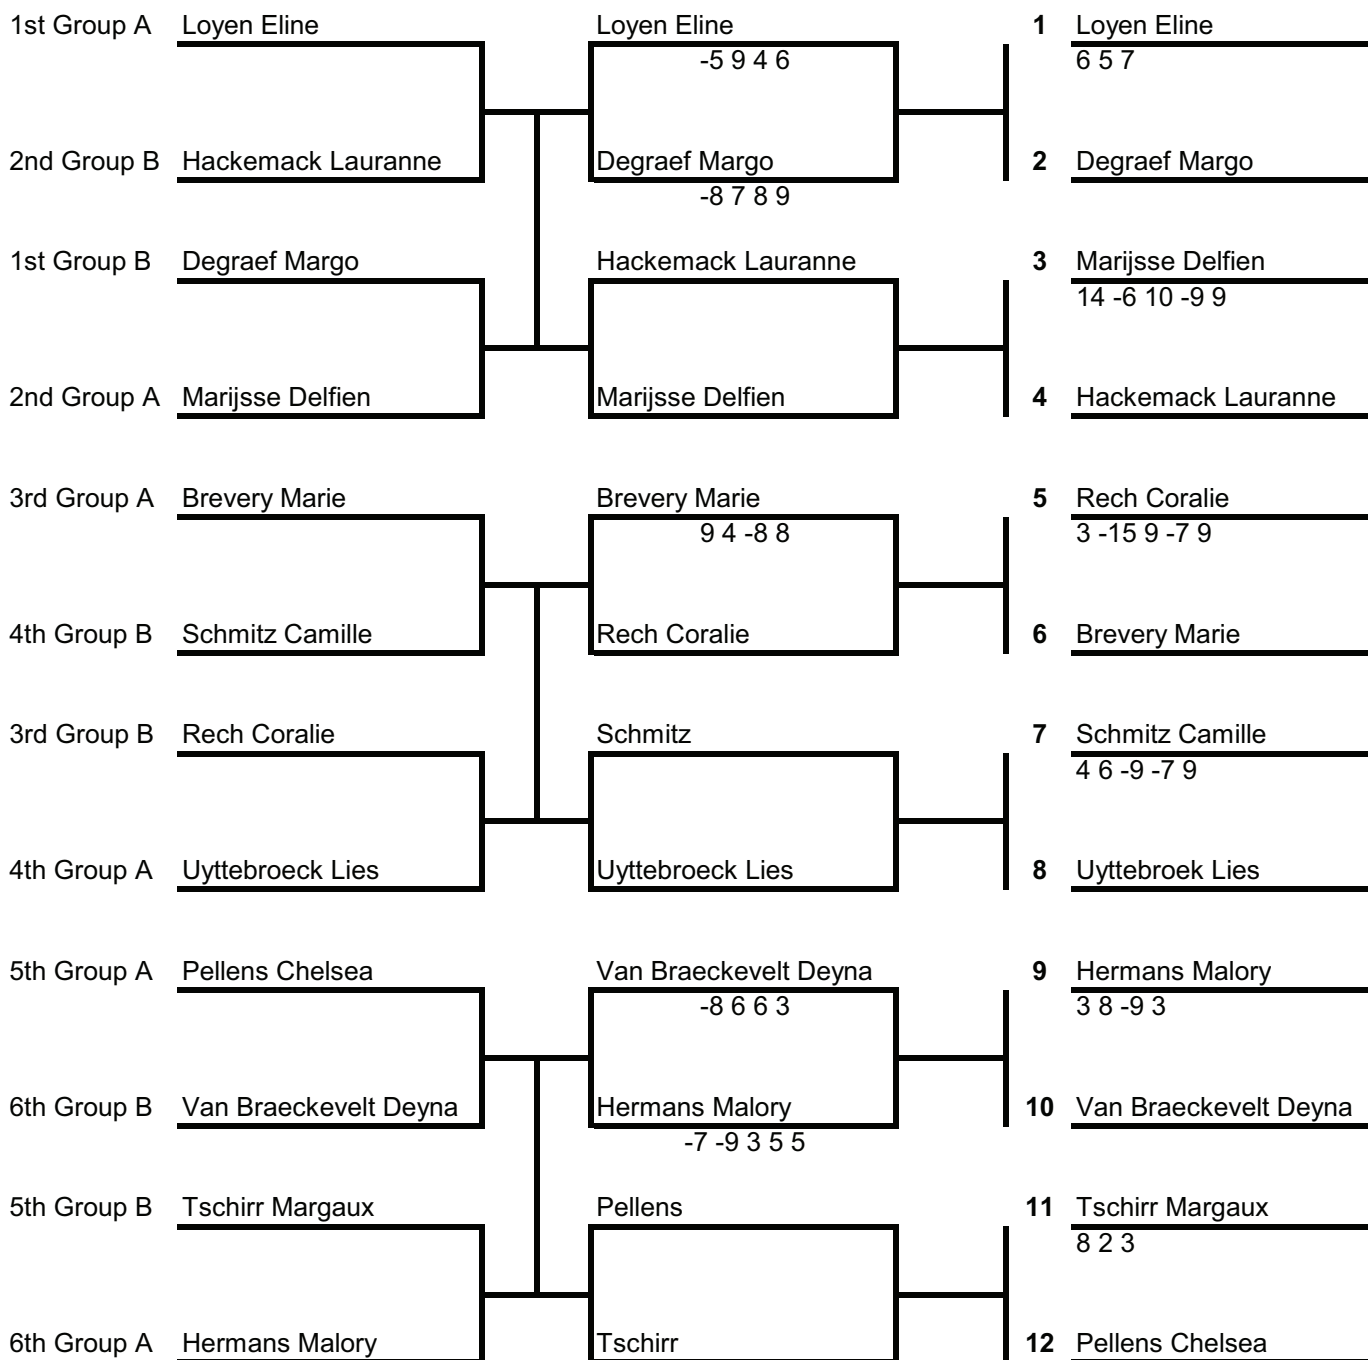 1st Group A Loyen Eline Loyen Eline 1 Loyen Eline
-5 9 4 6 6 5 7
2nd Group B Hackemack Lauranne Degraef Margo 2 Degraef Margo
-8 7 8 9
1st Group B Degraef Margo Hackemack Lauranne 3 Marijsse Delfien
14 -6 10 -9 9
2nd Group A Marijsse Delfien Marijsse Delfien 4 Hackemack Lauranne
3rd Group A Brevery Marie Brevery Marie 5 Rech Coralie
9 4 -8 8 3 -15 9 -7 9
4th Group B Schmitz Camille Rech Coralie 6 Brevery Marie
3rd Group B Rech Coralie Schmitz 7 Schmitz Camille
4 6 -9 -7 9
4th Group A Uyttebroeck Lies Uyttebroeck Lies 8 Uyttebroek Lies
5th Group A Pellens Chelsea Van Braeckevelt Deyna 9 Hermans Malory
-8 6 6 3 3 8 -9 3
6th Group B Van Braeckevelt Deyna Hermans Malory 10 Van Braeckevelt Deyna
-7 -9 3 5 5
5th Group B Tschirr Margaux Pellens 11 Tschirr Margaux
8 2 3
6th Group A Hermans Malory Tschirr 12 Pellens Chelsea